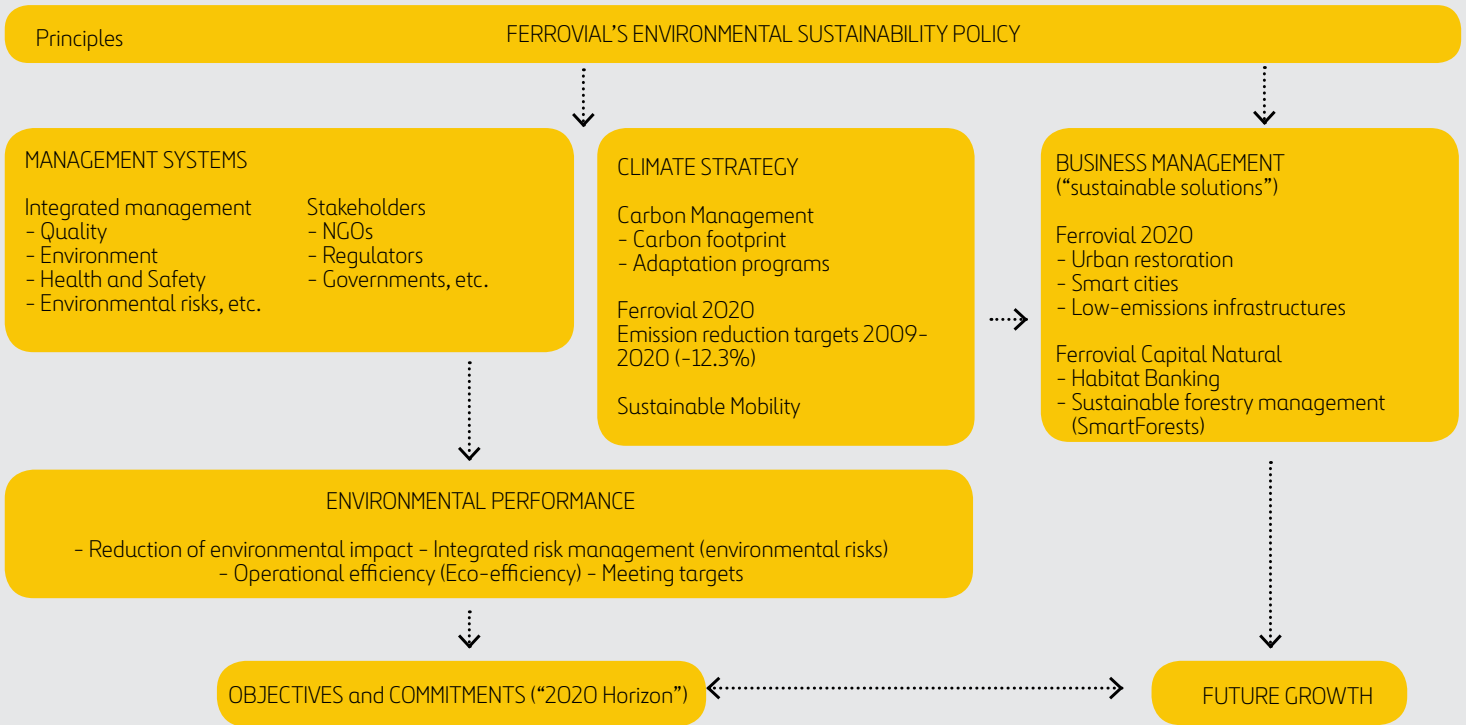 Principles
FERROVIAL’S ENVIRONMENTAL SUSTAINABILITY POLICY
MANAGEMENT SYSTEMS
Integrated management
- Quality
- Environment
- Health and Safety
- Environmental risks, etc.
Stakeholders
- NGOs
- Regulators
- Governments, etc.
CLIMATE STRATEGY
Carbon Management
- Carbon footprint
- Adaptation programs
Ferrovial 2020
Emission reduction targets 2009-
2020 (-12.3%)
Sustainable Mobility
BUSINESS MANAGEMENT
(“sustainable solutions”)
Ferrovial 2020
- Urban restoration
- Smart cities
- Low-emissions infrastructures
Ferrovial Capital Natural
- Habitat Banking
- Sustainable forestry management
(SmartForests)
ENVIRONMENTAL PERFORMANCE
- Reduction of environmental impact - Integrated risk management (environmental risks)
- Operational efficiency (Eco-efficiency) - Meeting targets
OBJECTIVES and COMMITMENTS (“2020 Horizon”)
FUTURE GROWTH